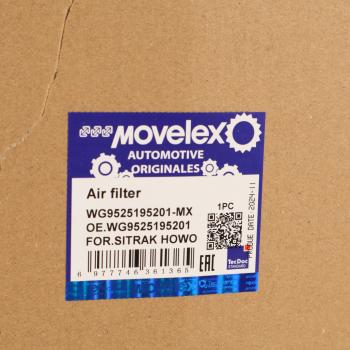 MOVELEX
AUTOMOTIVE
ORIGINALES
Air filter
WG9525195201-MX
1PC
OE.WG9525195201
FOR.SITRAK HOWO
6 977746 361365
EAC
TecDoc
STANDARD
DATE 2024-11